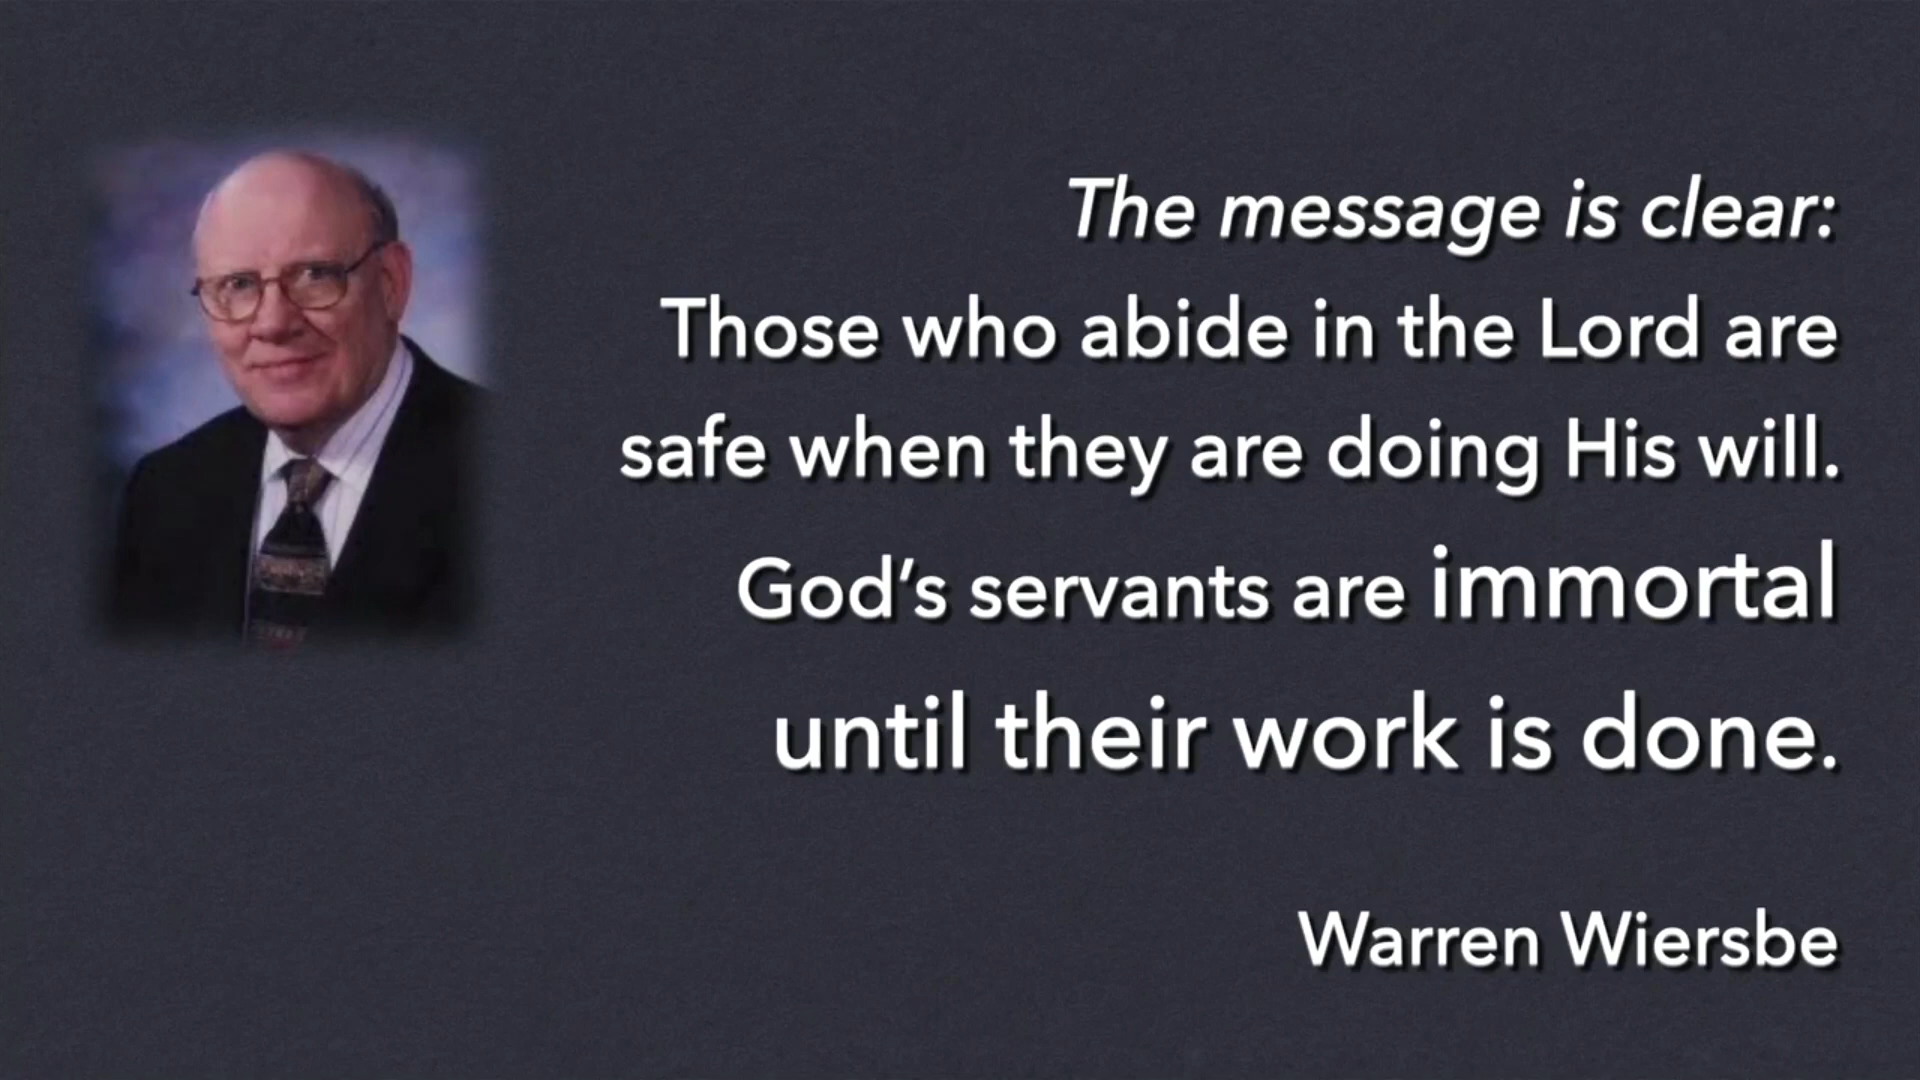 The message is clear:
Those who abide in the Lord are
safe when they are doing His will.
God’s servants are immortal
until their work is done.
Warren Wiersbe